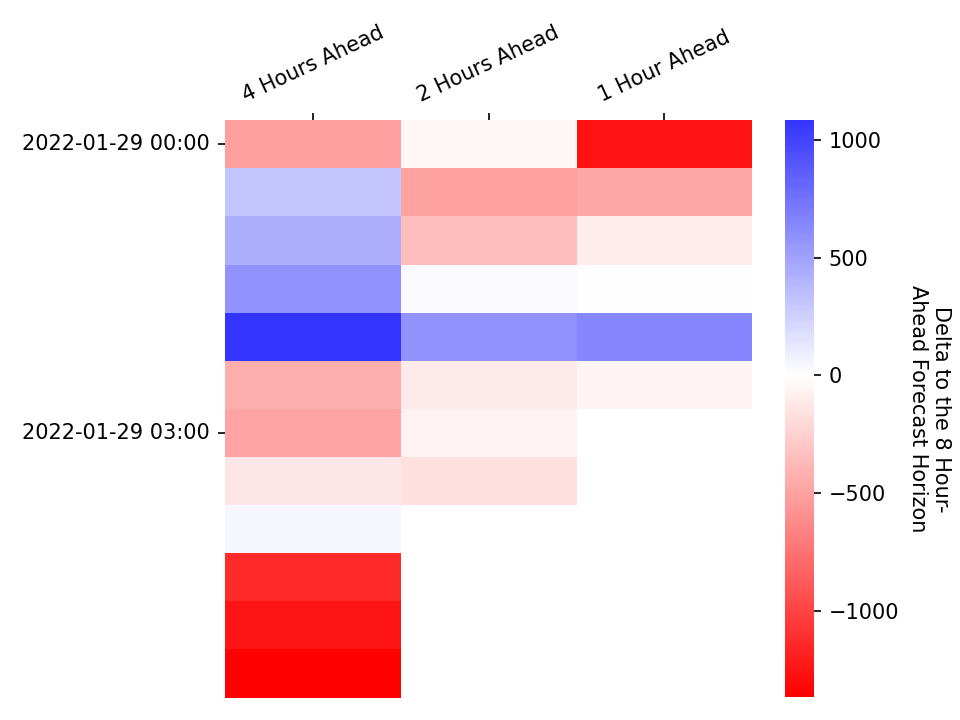 4 Hours Ahead
2 Hours Ahead
1 Hour Ahead
2022-01-29 00:00
2022-01-29 03:00
1000
500
0
−500
−1000
Delta to the 8 Hour-
Ahead Forecast Horizon